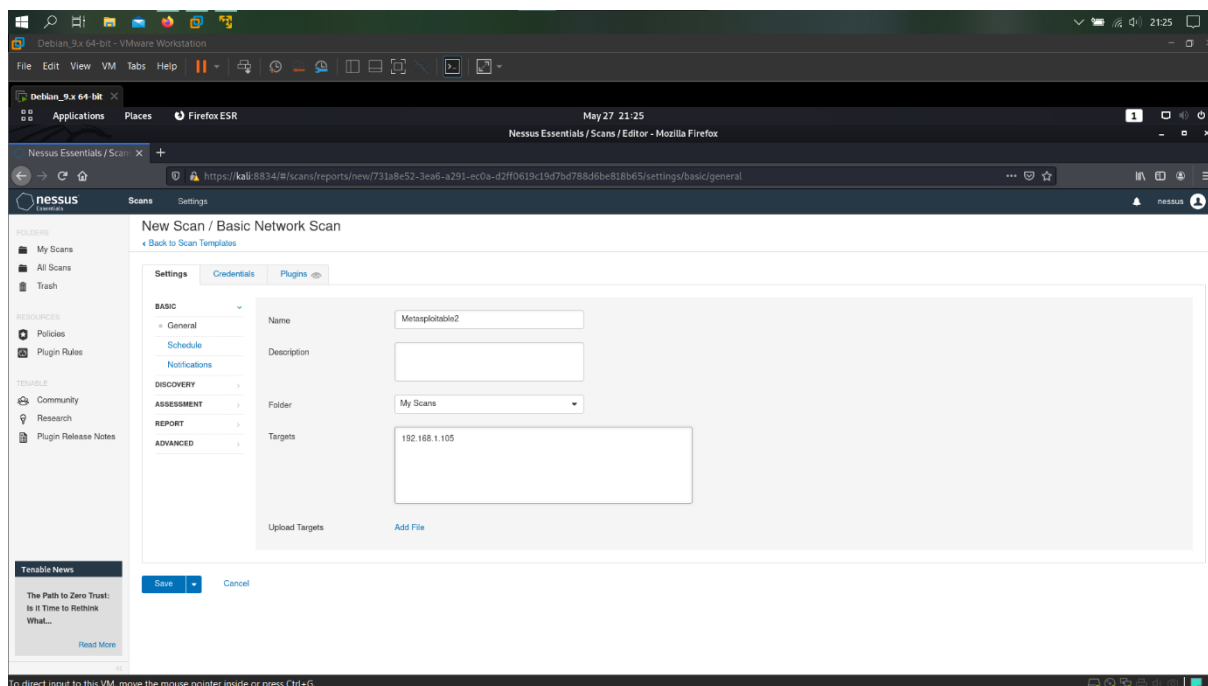 21:25
Debian_9.x 64-bit - VMware Workstation
File Edit View VM Tabs Help
Debian_9.x 64-bit
Applications Places Firefox ESR May 27 21:25 1
Nessus Essentials / Scans / Editor - Mozilla Firefox
Nessus Essentials / Scan
https://kali:8834/#/scans/reports/new/731a8e52-3ea6-a291-ec0a-d2ff0619c19d7bd788d6be818b65/settings/basic/general
nessus Scans Settings nessus
Essentials
New Scan / Basic Network Scan
Back to Scan Templates
FOLDERS
My Scans
All Scans
Trash
RESOURCES
Policies
Plugin Rules
TENABLE
Community
Research
Plugin Release Notes
Settings Credentials Plugins
BASIC
General
Schedule
Notifications
DISCOVERY
ASSESSMENT
REPORT
ADVANCED
Name Metasploitable2
Description
Folder My Scans
Targets 192.168.1.105
Upload Targets Add File
Save Cancel
Tenable News
The Path to Zero Trust:
Is It Time to Rethink
What...
Read More
To direct input to this VM, move the mouse pointer inside or press Ctrl+G.